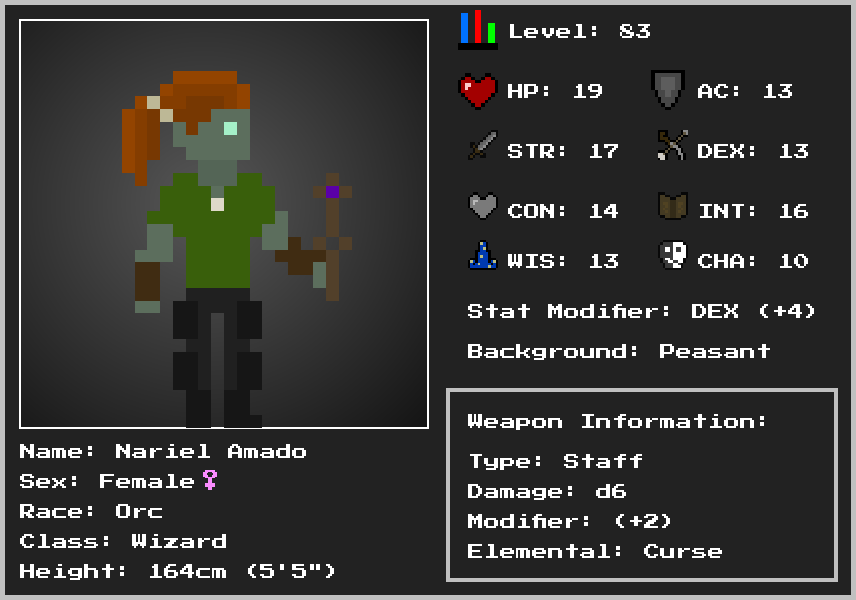 Level: 83
HP: 19 AC: 13
STR: 17 DEX: 13
CON: 14 INT: 16
WIS: 13 CHA: 10
Stat Modifier: DEX (+4)
Background: Peasant
Weapon Information:
Type: Staff
Damage: d6
Modifier: (+2)
Elemental: Curse
Name: Nariel Amado
Sex: Female♀
Race: Orc
Class: Wizard
Height: 164cm (5'5")